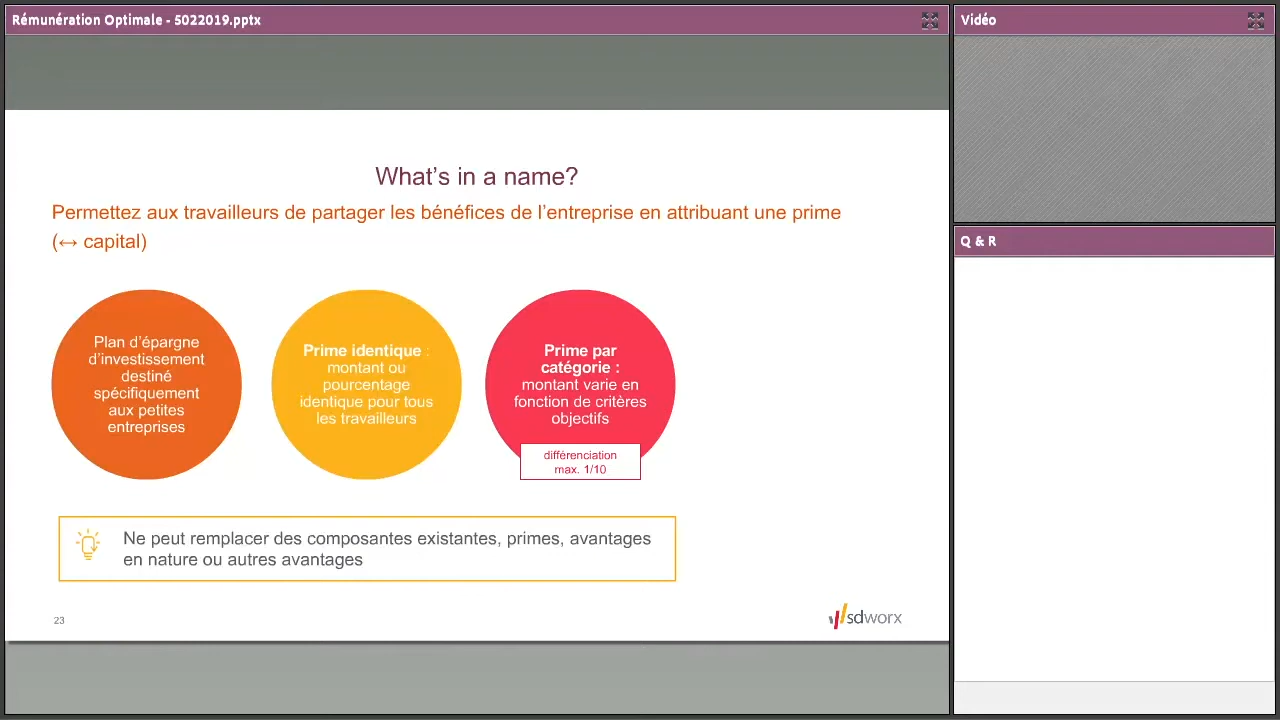 Rémunération Optimale - 5022019.pptx
Vidéo
Q & R
What's in a name?
Permettez aux travailleurs de partager les bénéfices de l'entreprise en attribuant une prime
(↔ capital)
Plan d'épargne
d'investissement
destiné
spécifiquement
aux petites
entreprises
Prime identique :
montant ou
pourcentage
identique pour tous
les travailleurs
Prime par
catégorie :
montant varie en
fonction de critères
objectifs
différenciation
max. 1/10
Ne peut remplacer des composantes existantes, primes, avantages
en nature ou autres avantages
23
sdworx